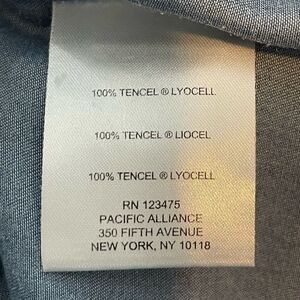 100% TENCEL ® LYOCELL
100% TENCEL ® LIOCEL
100% TENCEL ® LYOCELL
RN 123475
PACIFIC ALLIANCE
350 FIFTH AVENUE
NEW YORK, NY 10118